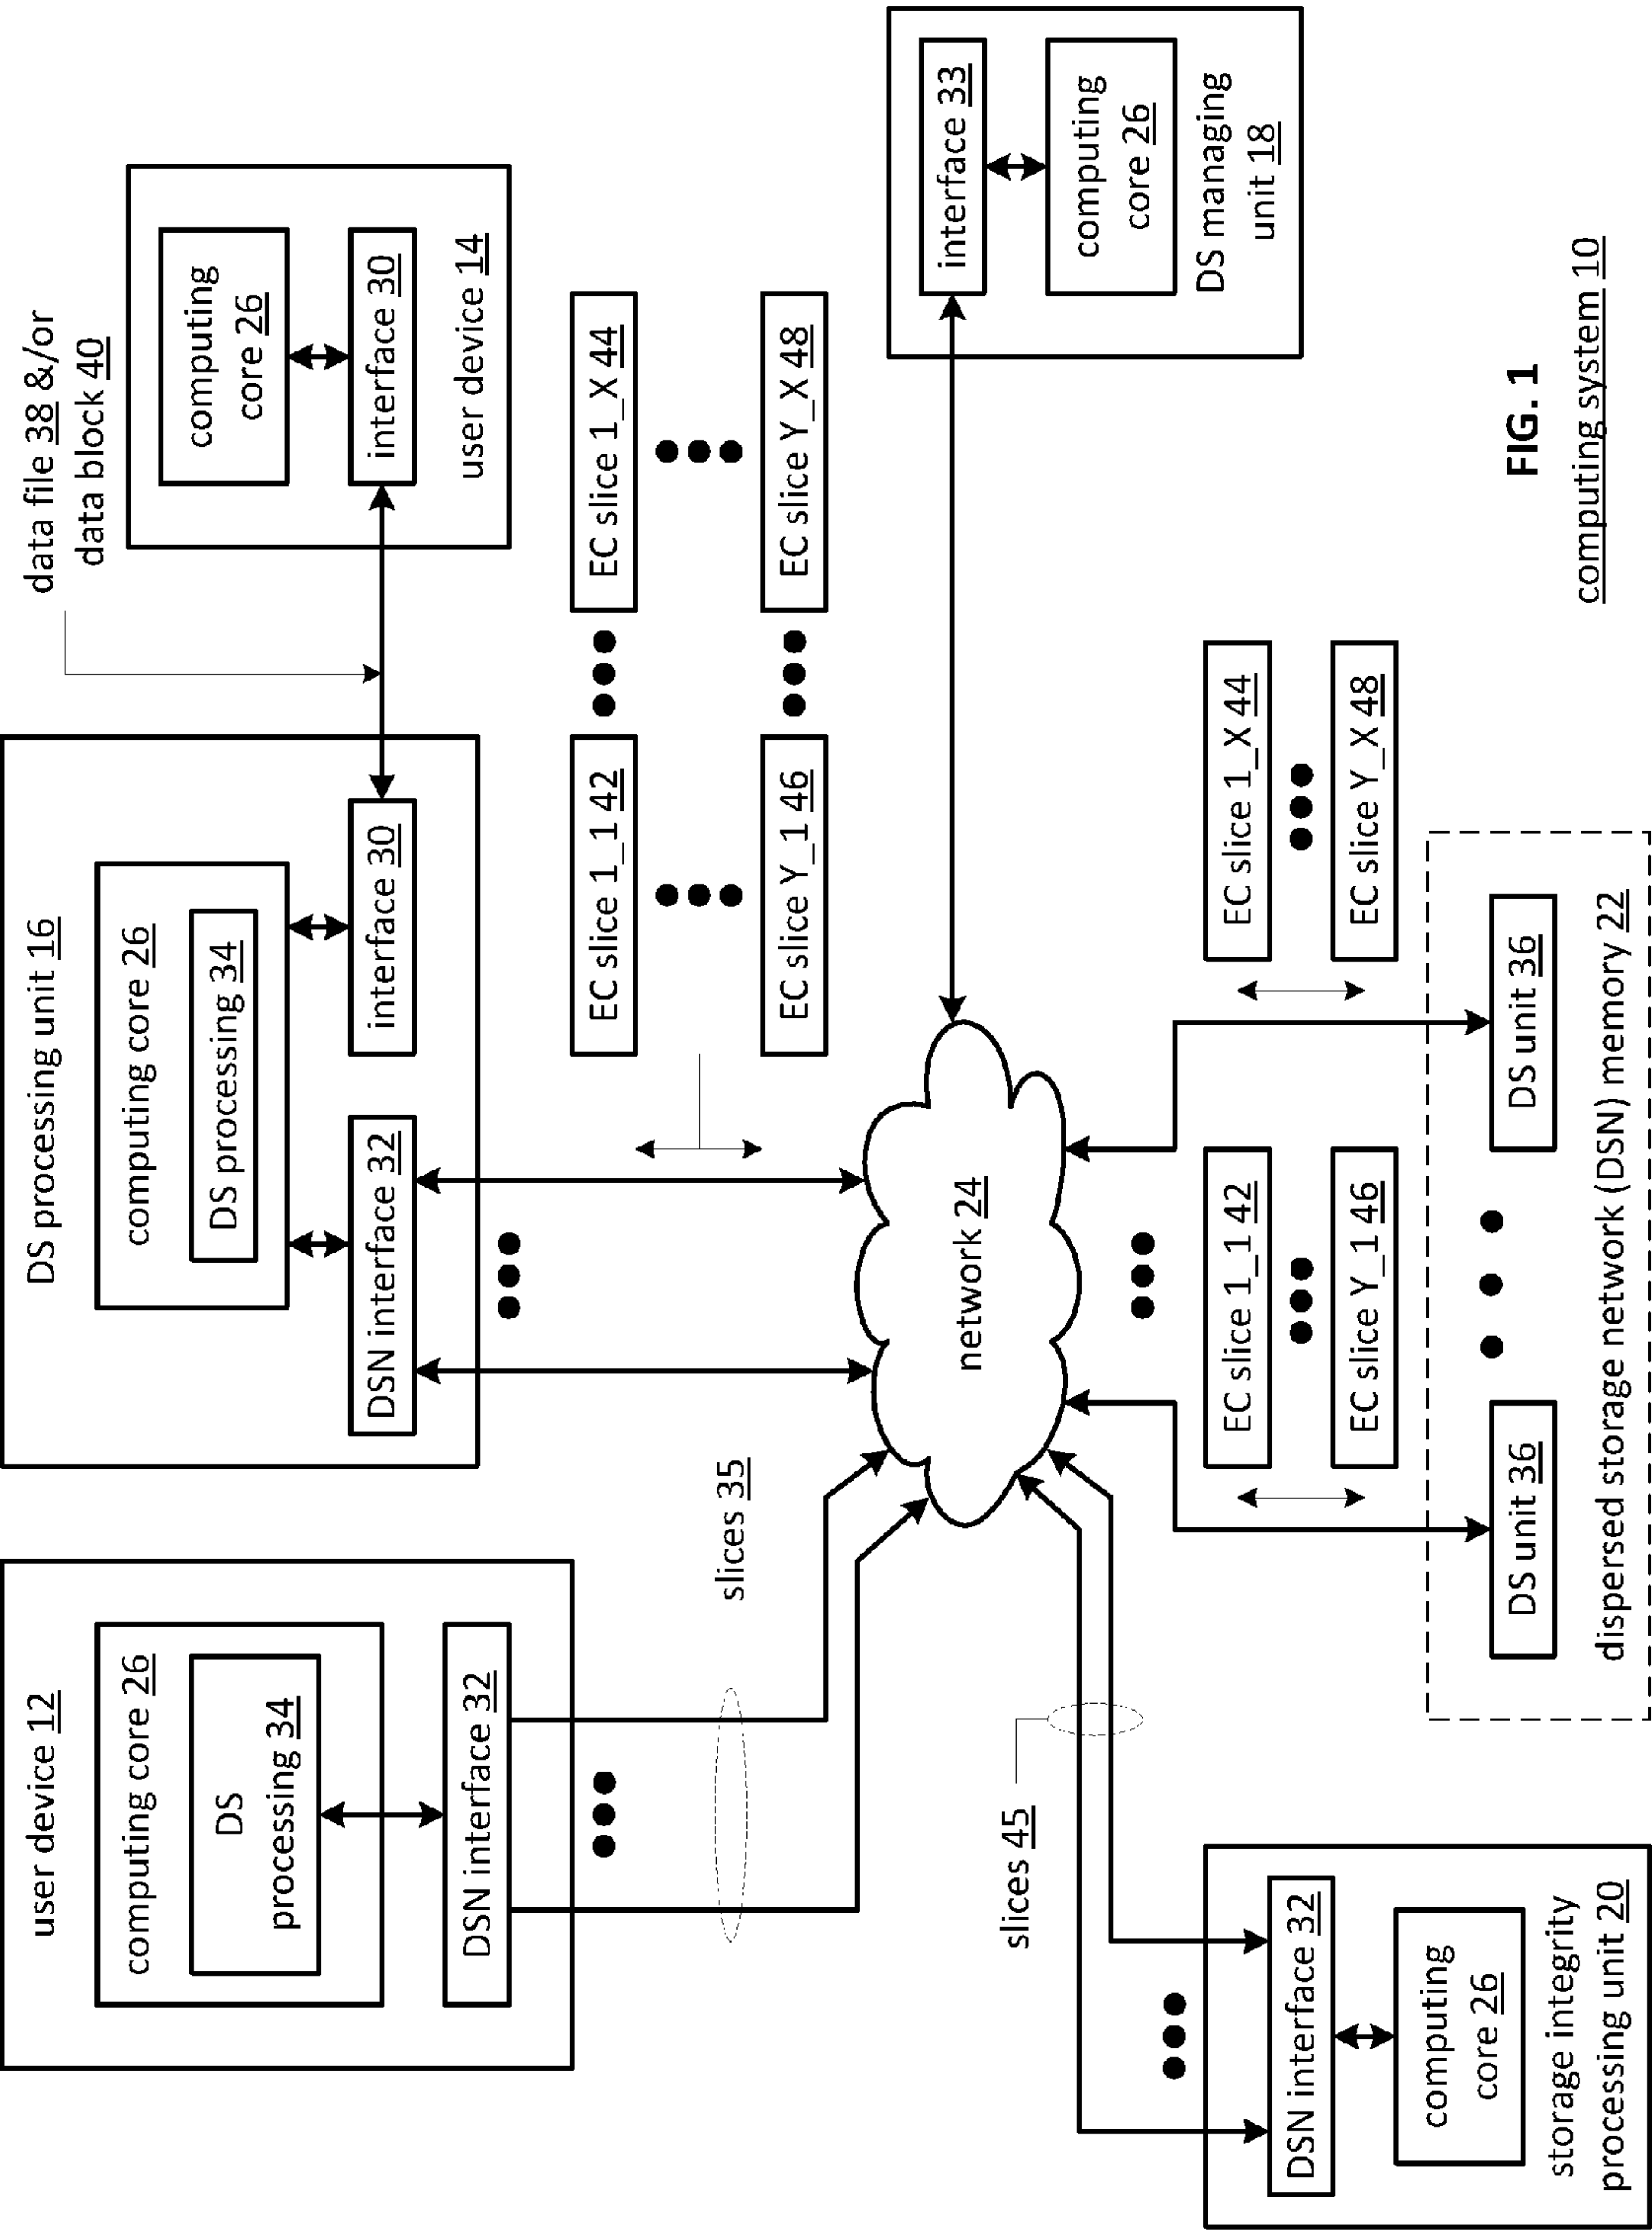 user device 12
computing core 26
DS
processing 34
DSN interface 32
slices 35
DS processing unit 16
computing core 26
DS processing 34
DSN interface 32
interface 30
data file 38 &/or
data block 40
computing
core 26
interface 30
user device 14
EC slice 1_1 42
EC slice 1_X 44
EC slice Y_1 46
EC slice Y_X 48
network 24
interface 33
computing
core 26
DS managing
unit 18
slices 45
DSN interface 32
computing
core 26
storage integrity
processing unit 20
EC slice 1_1 42
EC slice Y_1 46
EC slice 1_X 44
EC slice Y_X 48
DS unit 36
DS unit 36
dispersed storage network (DSN) memory 22
FIG. 1
computing system 10